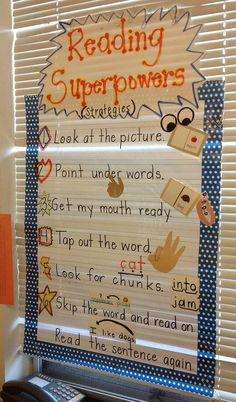 Reading
Superpowers
(strategies)
Look at the picture.
Point under words.
Get my mouth ready.
Tap out the word.
cat
Look for chunks. into
jam
Skip the word and read on.
I like dogs.
Read the sentence again.